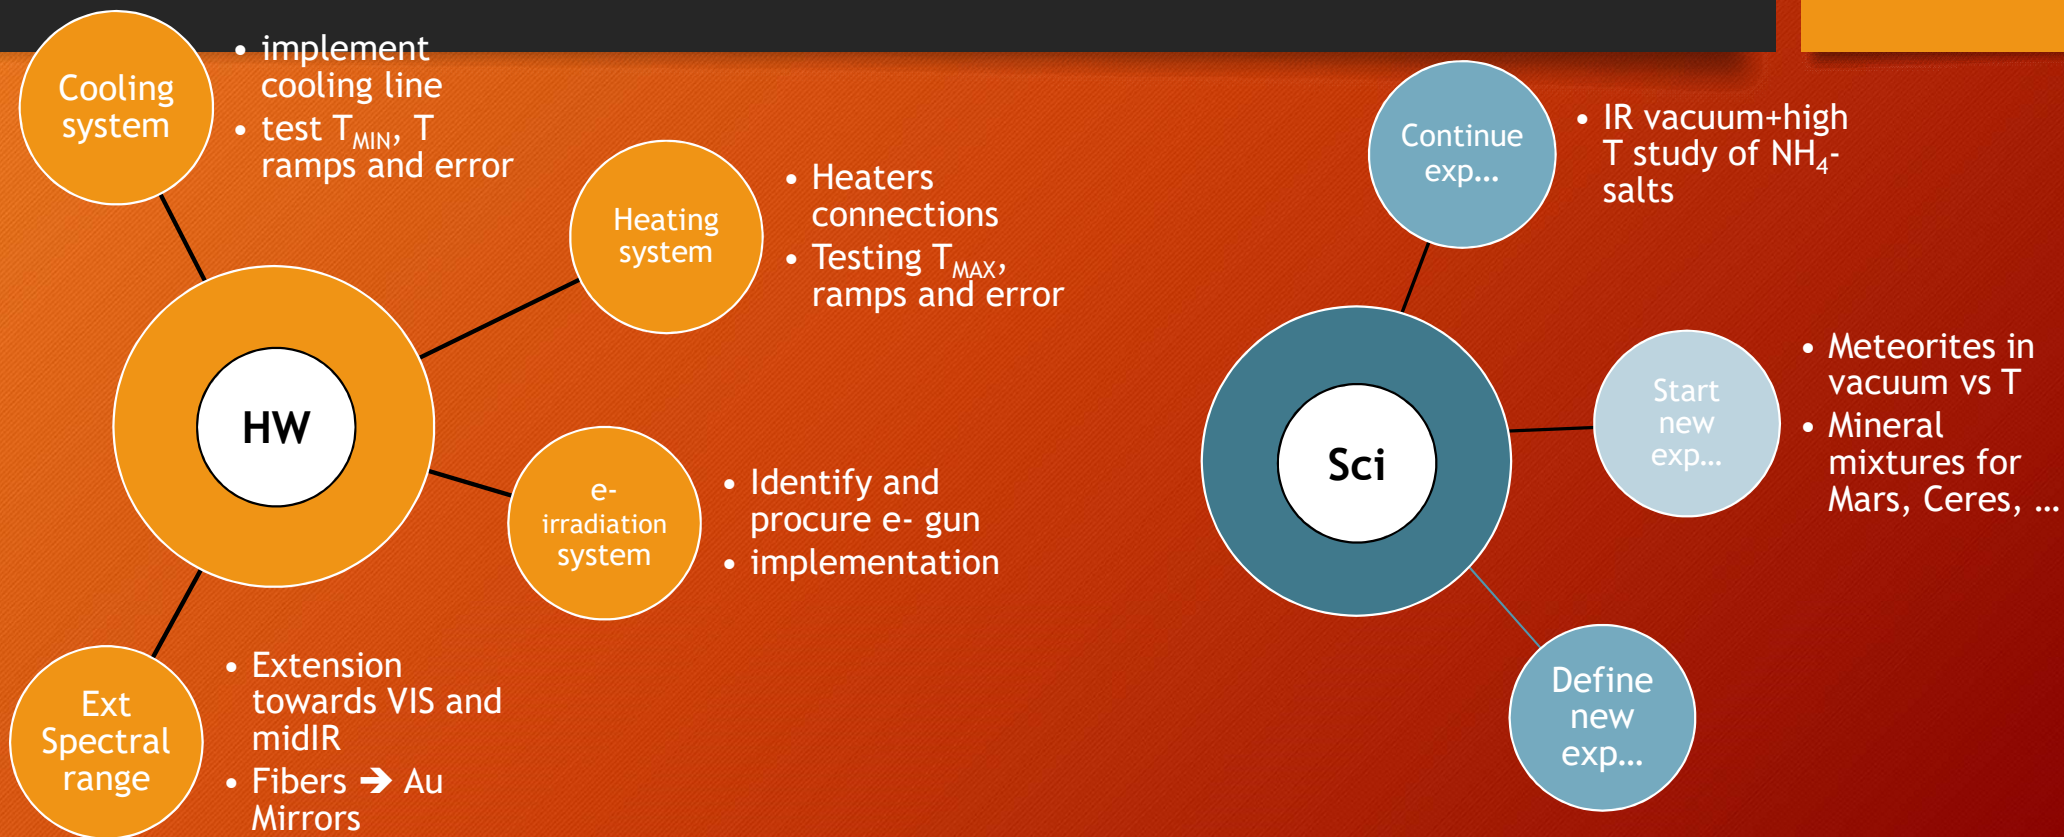 Cooling
system
• implement
cooling line
• test T_MIN, T
ramps and error
Heating
system
• Heaters
connections
• Testing T_MAX,
ramps and error
HW
e-
irradiation
system
• Identify and
procure e- gun
• implementation
Ext
Spectral
range
• Extension
towards VIS and
midIR
• Fibers ➔ Au
Mirrors
Continue
exp…
• IR vacuum+high
T study of NH₄-
salts
Sci
Start
new
exp…
• Meteorites in
vacuum vs T
• Mineral
mixtures for
Mars, Ceres, …
Define
new
exp…